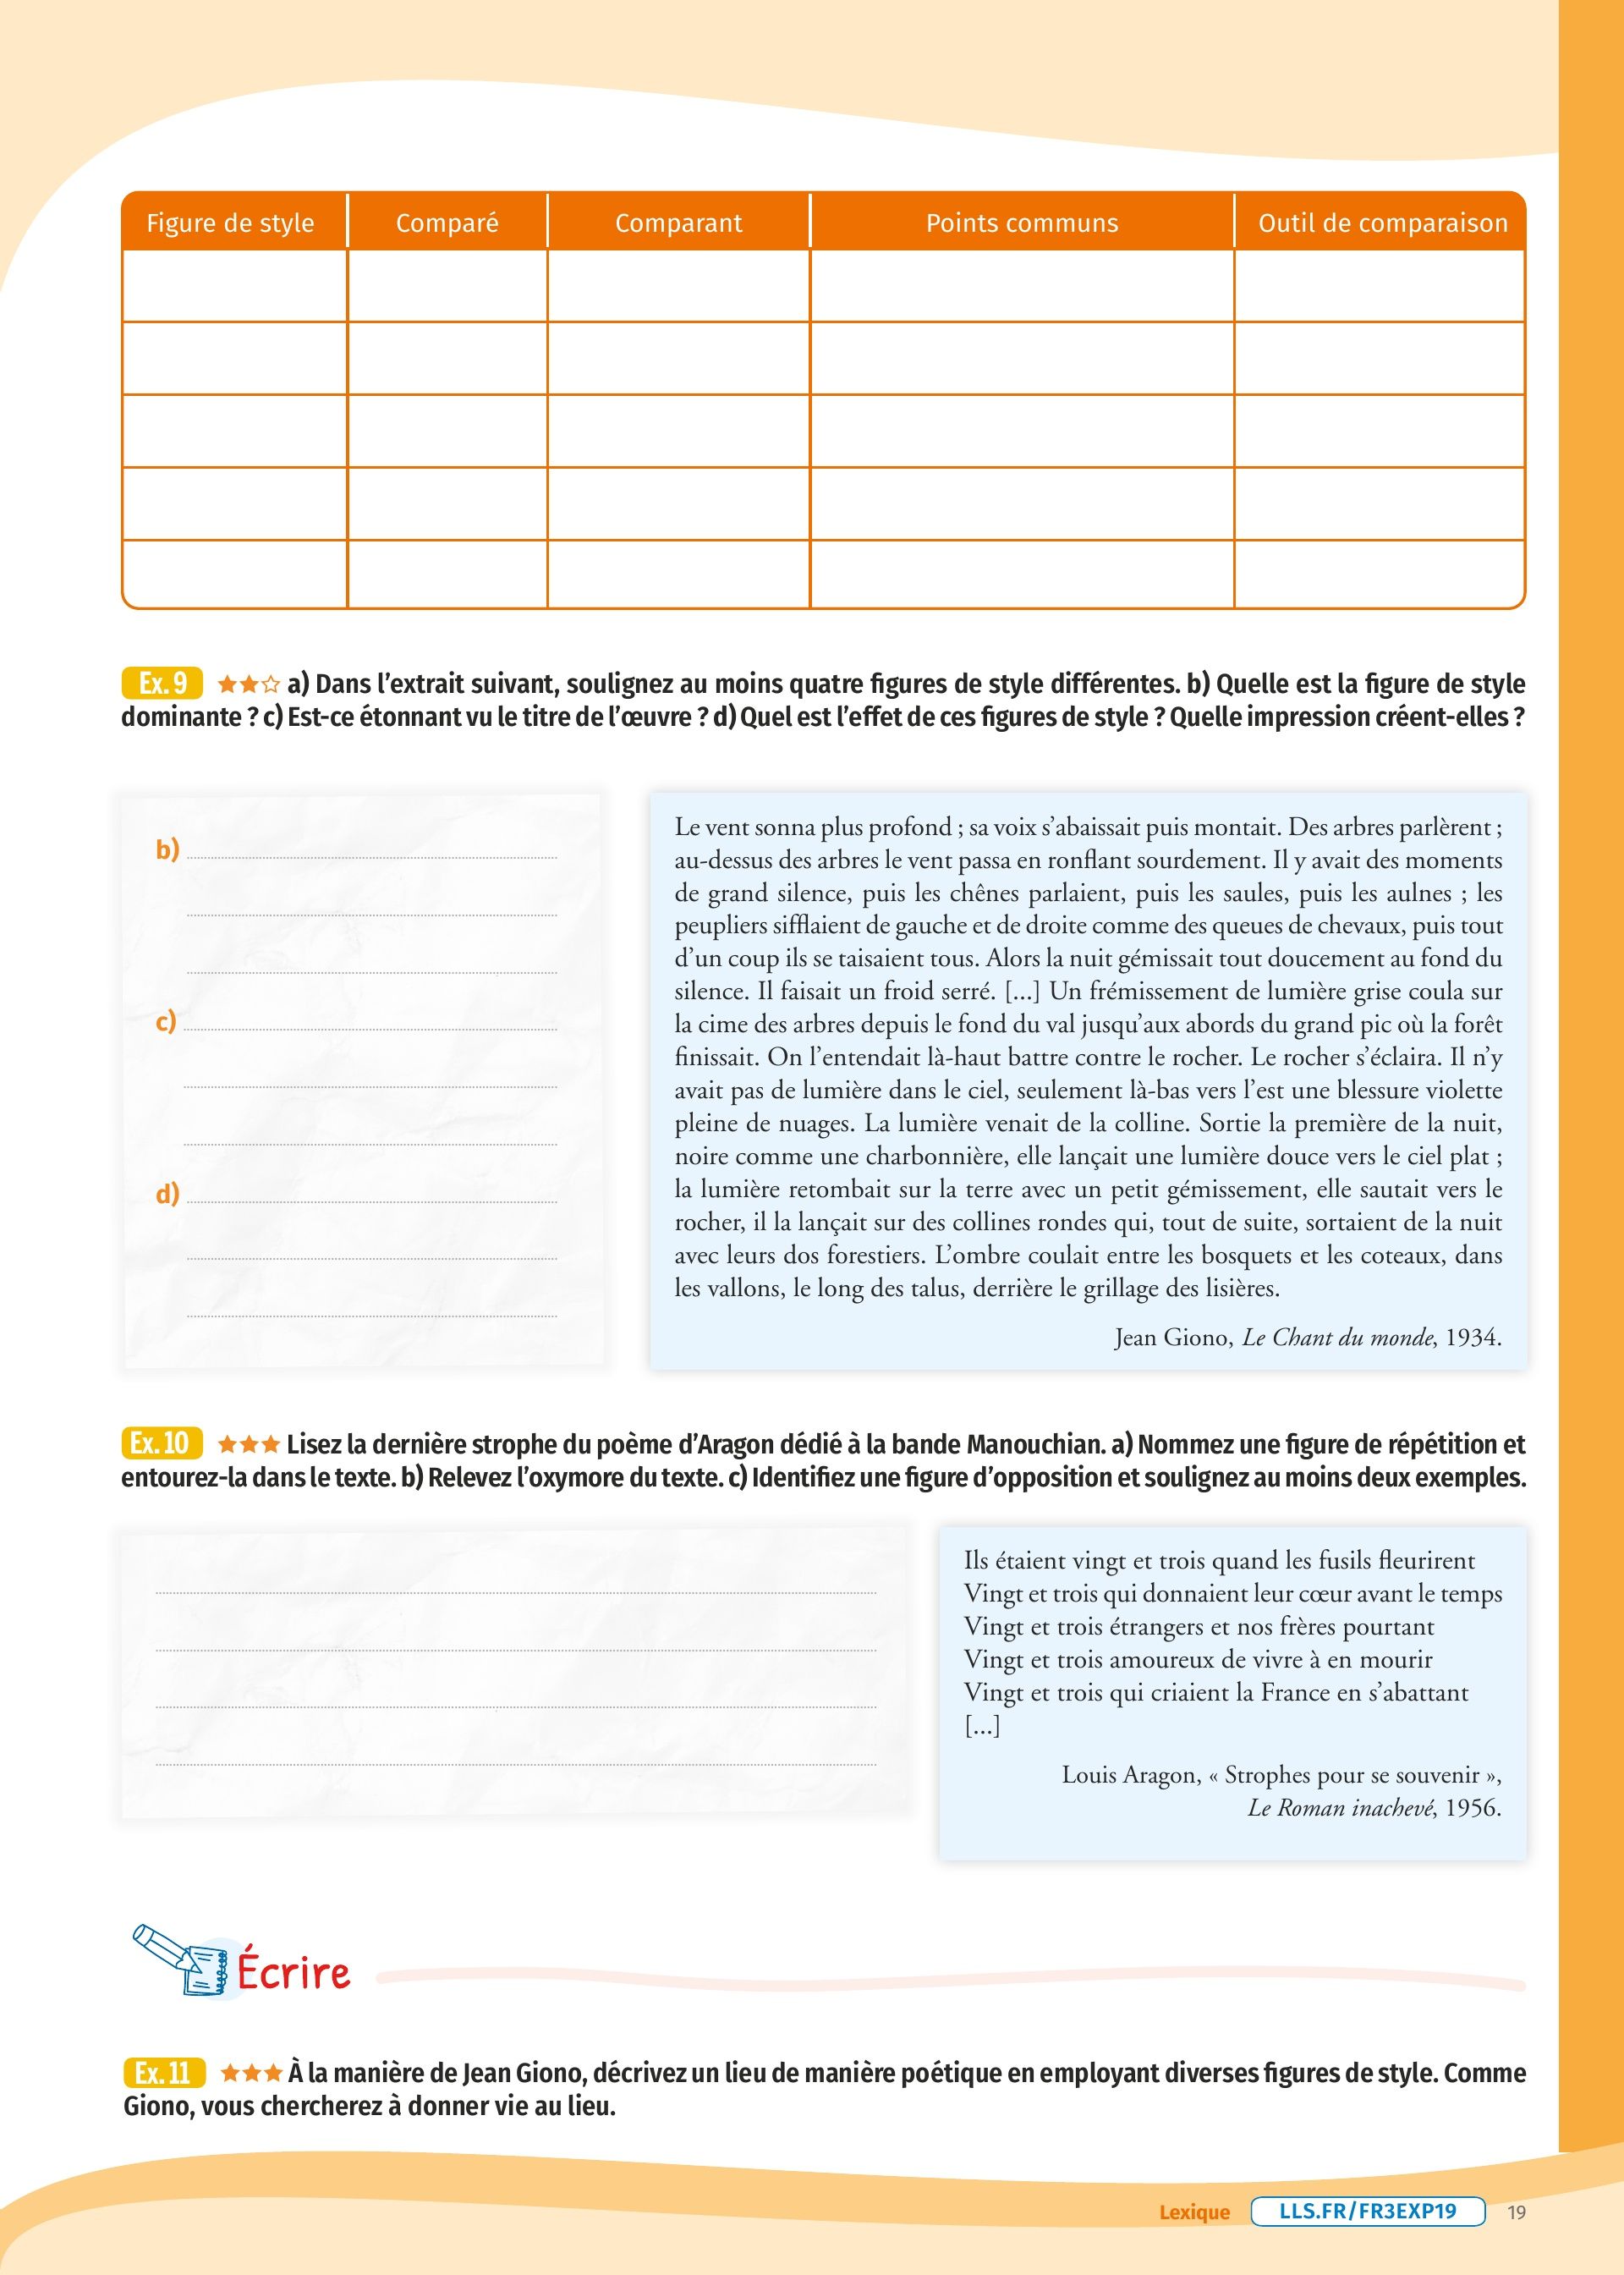 Figure de style Comparé Comparant Points communs Outil de comparaison
Ex. 9 ★★☆ a) Dans l’extrait suivant, soulignez au moins quatre figures de style différentes. b) Quelle est la figure de style
dominante ? c) Est-ce étonnant vu le titre de l’œuvre ? d) Quel est l’effet de ces figures de style ? Quelle impression créent-elles ?
b)
c)
d)
Le vent sonna plus profond ; sa voix s’abaissait puis montait. Des arbres parlèrent ;
au-dessus des arbres le vent passa en ronflant sourdement. Il y avait des moments
de grand silence, puis les chênes parlaient, puis les saules, puis les aulnes ; les
peupliers sifflaient de gauche et de droite comme des queues de chevaux, puis tout
d’un coup ils se taisaient tous. Alors la nuit gémissait tout doucement au fond du
silence. Il faisait un froid serré. [...] Un frémissement de lumière grise coula sur
la cime des arbres depuis le fond du val jusqu’aux abords du grand pic où la forêt
finissait. On l’entendait là-haut battre contre le rocher. Le rocher s’éclaira. Il n’y
avait pas de lumière dans le ciel, seulement là-bas vers l’est une blessure violette
pleine de nuages. La lumière venait de la colline. Sortie la première de la nuit,
noire comme une charbonnière, elle lançait une lumière douce vers le ciel plat ;
la lumière retombait sur la terre avec un petit gémissement, elle sautait vers le
rocher, il la lançait sur des collines rondes qui, tout de suite, sortaient de la nuit
avec leurs dos forestiers. L’ombre coulait entre les bosquets et les coteaux, dans
les vallons, le long des talus, derrière le grillage des lisières.
Jean Giono, Le Chant du monde, 1934.
Ex. 10 ★★★ Lisez la dernière strophe du poème d’Aragon dédié à la bande Manouchian. a) Nommez une figure de répétition et
entourez-la dans le texte. b) Relevez l’oxymore du texte. c) Identifiez une figure d’opposition et soulignez au moins deux exemples.
Ils étaient vingt et trois quand les fusils fleurirent
Vingt et trois qui donnaient leur cœur avant le temps
Vingt et trois étrangers et nos frères pourtant
Vingt et trois amoureux de vivre à en mourir
Vingt et trois qui criaient la France en s’abattant
[...]
Louis Aragon, « Strophes pour se souvenir »,
Le Roman inachevé, 1956.
Écrire
Ex. 11 ★★★ À la manière de Jean Giono, décrivez un lieu de manière poétique en employant diverses figures de style. Comme
Giono, vous chercherez à donner vie au lieu.
Lexique LLS.FR/FR3EXP19 19